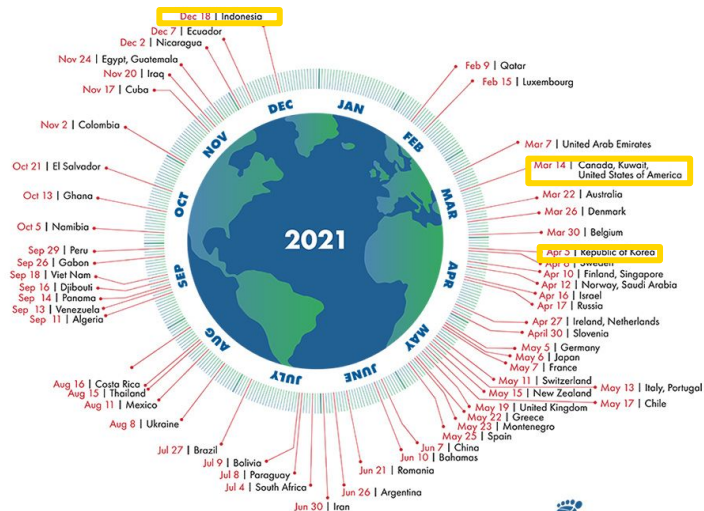 Dec 18 | Indonesia
Dec 7 | Ecuador
Dec 2 | Nicaragua
Nov 24 | Egypt, Guatemala
Nov 20 | Iraq
Nov 17 | Cuba
Nov 2 | Colombia
Oct 21 | El Salvador
Oct 13 | Ghana
Oct 5 | Namibia
Sep 29 | Peru
Sep 26 | Gabon
Sep 18 | Viet Nam
Sep 16 | Djibouti
Sep 14 | Panama
Sep 13 | Venezuela
Sep 11 | Algeria
Aug 16 | Costa Rica
Aug 15 | Thailand
Aug 11 | Mexico
Aug 8 | Ukraine
Jul 27 | Brazil
Jul 9 | Bolivia
Jul 8 | Paraguay
Jul 4 | South Africa
Jun 30 | Iran
JAN
FEB
MAR
APR
MAY
JUNE
JULY
AUG
SEP
OCT
NOV
DEC
2021
Feb 9 | Qatar
Feb 15 | Luxembourg
Mar 7 | United Arab Emirates
Mar 14 | Canada, Kuwait,
United States of America
Mar 22 | Australia
Mar 26 | Denmark
Mar 30 | Belgium
Apr 5 | Republic of Korea
Apr 6 | Sweden
Apr 10 | Finland, Singapore
Apr 12 | Norway, Saudi Arabia
Apr 16 | Israel
Apr 17 | Russia
Apr 27 | Ireland, Netherlands
April 30 | Slovenia
May 5 | Germany
May 6 | Japan
May 7 | France
May 11 | Switzerland
May 13 | Italy, Portugal
May 15 | New Zealand
May 17 | Chile
May 19 | United Kingdom
May 22 | Greece
May 23 | Montenegro
May 25 | Spain
Jun 7 | China
Jun 10 | Bahamas
Jun 21 | Romania
Jun 26 | Argentina